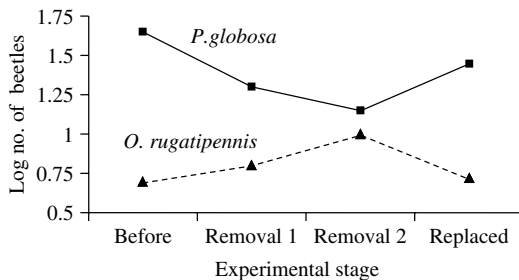 1.75
1.5
1.25
1
0.75
0.5
Log no. of beetles
P.globosa
O. rugatipennis
Before Removal 1 Removal 2 Replaced
Experimental stage